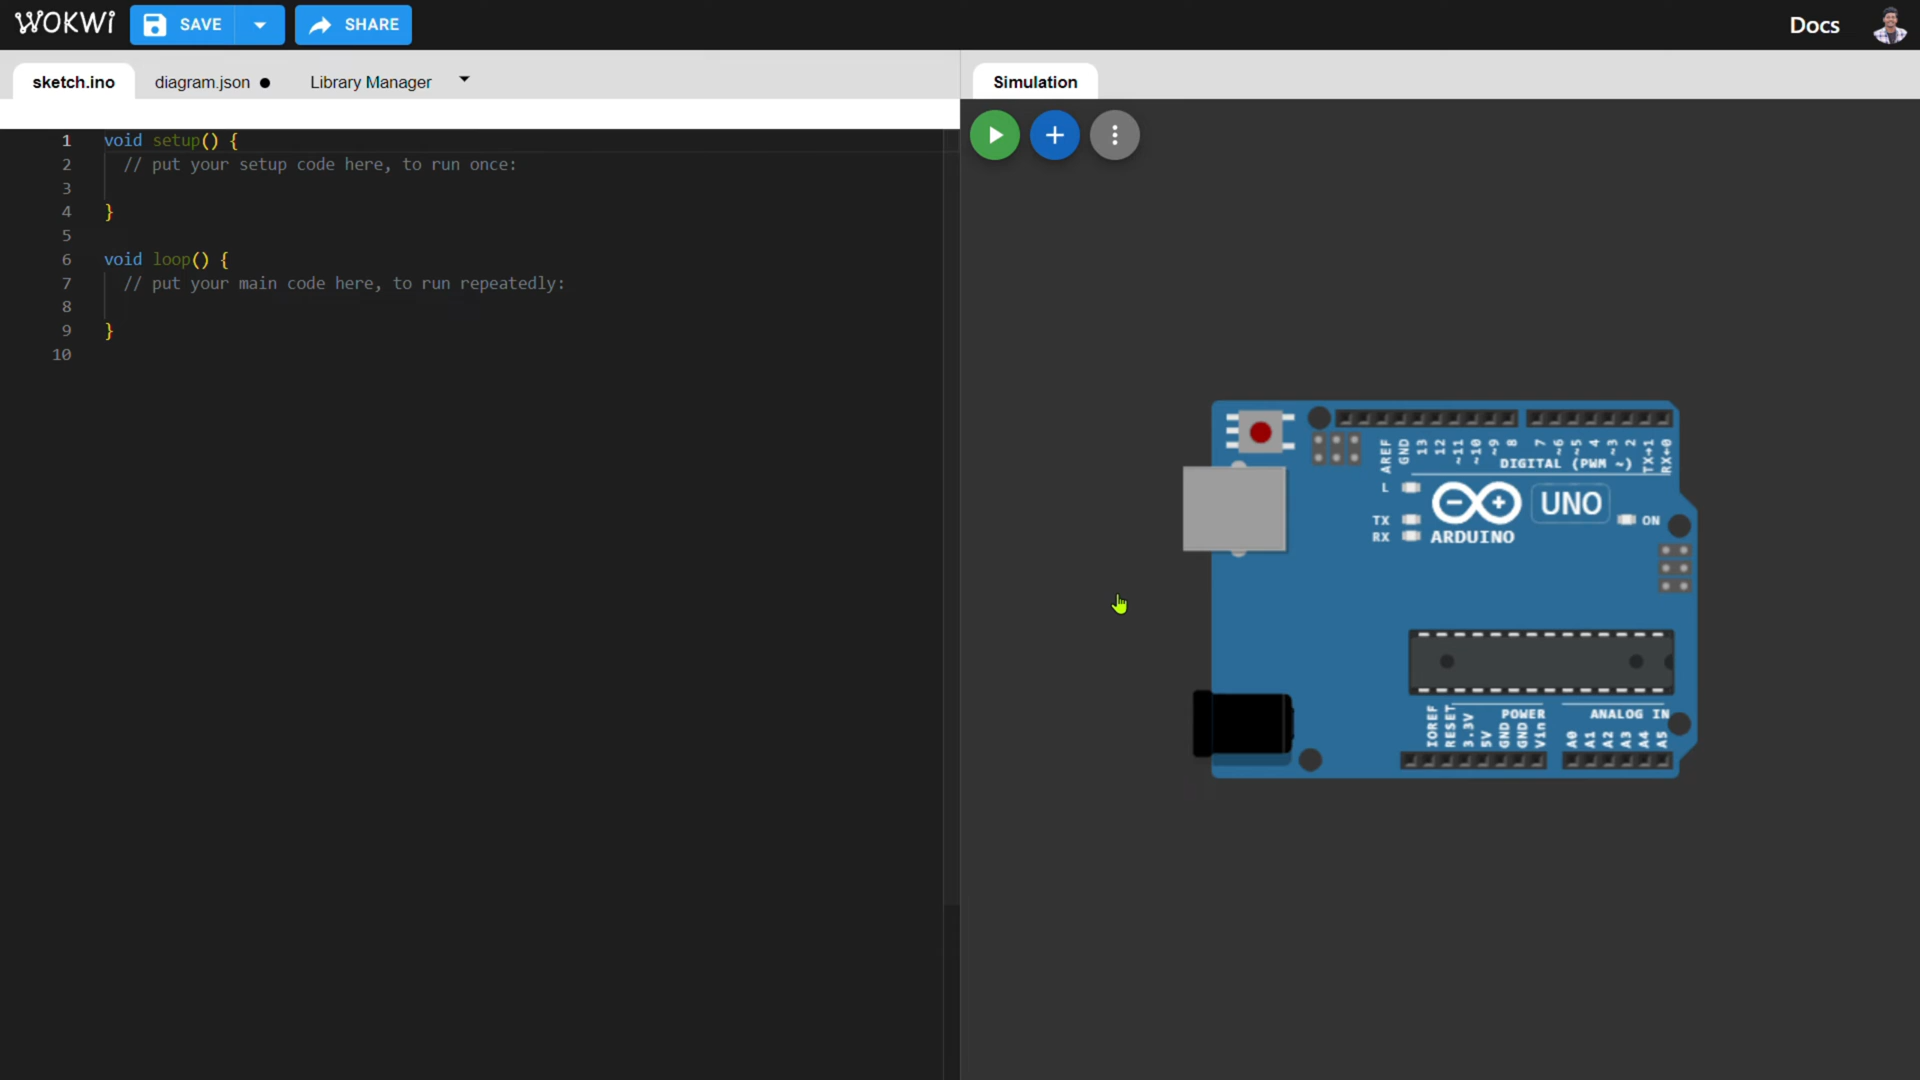 WOKWi SAVE SHARE Docs
sketch.ino diagram.json ● Library Manager Simulation
1 void setup() {
2 // put your setup code here, to run once:
3
4 }
5
6 void loop() {
7 // put your main code here, to run repeatedly:
8
9 }
10
AREF GND 13 12 ~11 ~10 ~9 8 7 ~6 ~5 4 ~3 2 TX→1 RX←0
DIGITAL (PWM ~)
L
UNO
TX ON
RX ARDUINO
POWER ANALOG IN
IOREF RESET 3.3V 5V GND GND Vin A0 A1 A2 A3 A4 A5